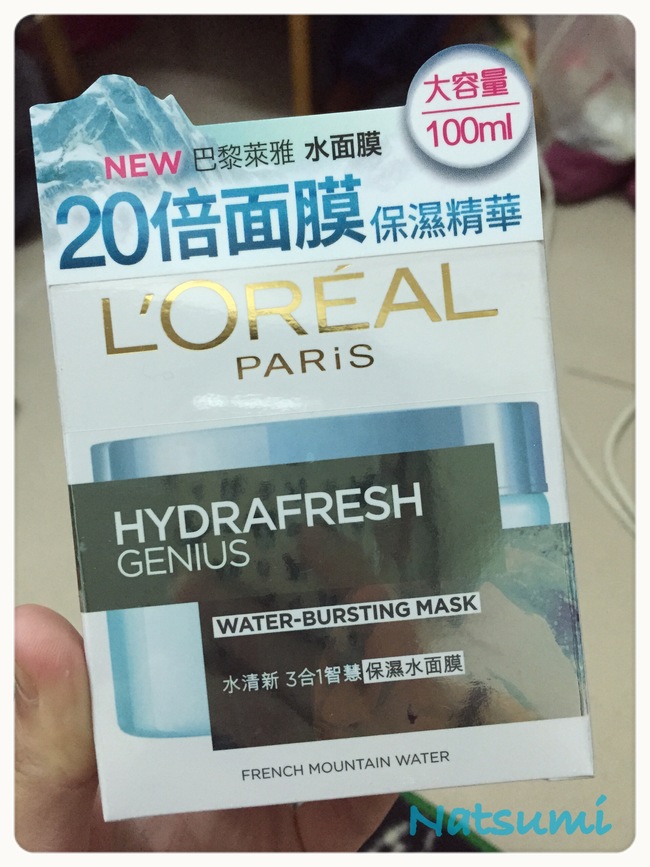 大容量
100ml
NEW 巴黎萊雅 水面膜
20倍面膜保濕精華
L'ORÉAL
PARiS
HYDRAFRESH
GENIUS
WATER-BURSTING MASK
水清新 3合1智慧保濕水面膜
FRENCH MOUNTAIN WATER
Natsumi